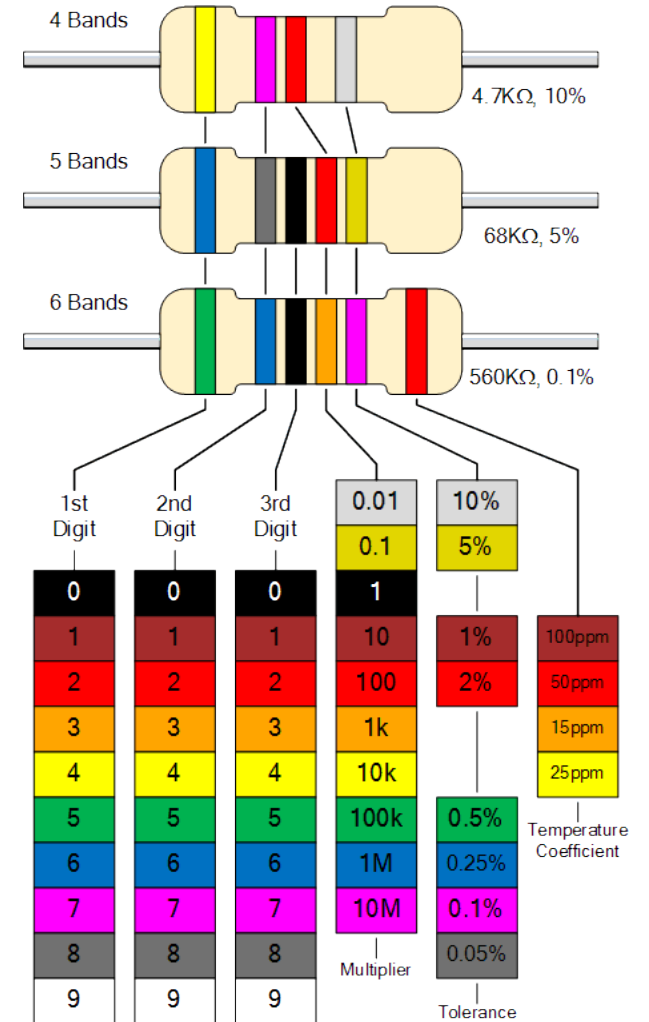 4 Bands
4.7KΩ, 10%
5 Bands
68KΩ, 5%
6 Bands
560KΩ, 0.1%
1st
Digit
2nd
Digit
3rd
Digit
0.01 10%
0.1 5%
0 0 0 1
1 1 1 10 1% 100ppm
2 2 2 100 2% 50ppm
3 3 3 1k 15ppm
4 4 4 10k 25ppm
5 5 5 100k 0.5%
Temperature
Coefficient
6 6 6 1M 0.25%
7 7 7 10M 0.1%
8 8 8 0.05%
Multiplier
9 9 9
Tolerance